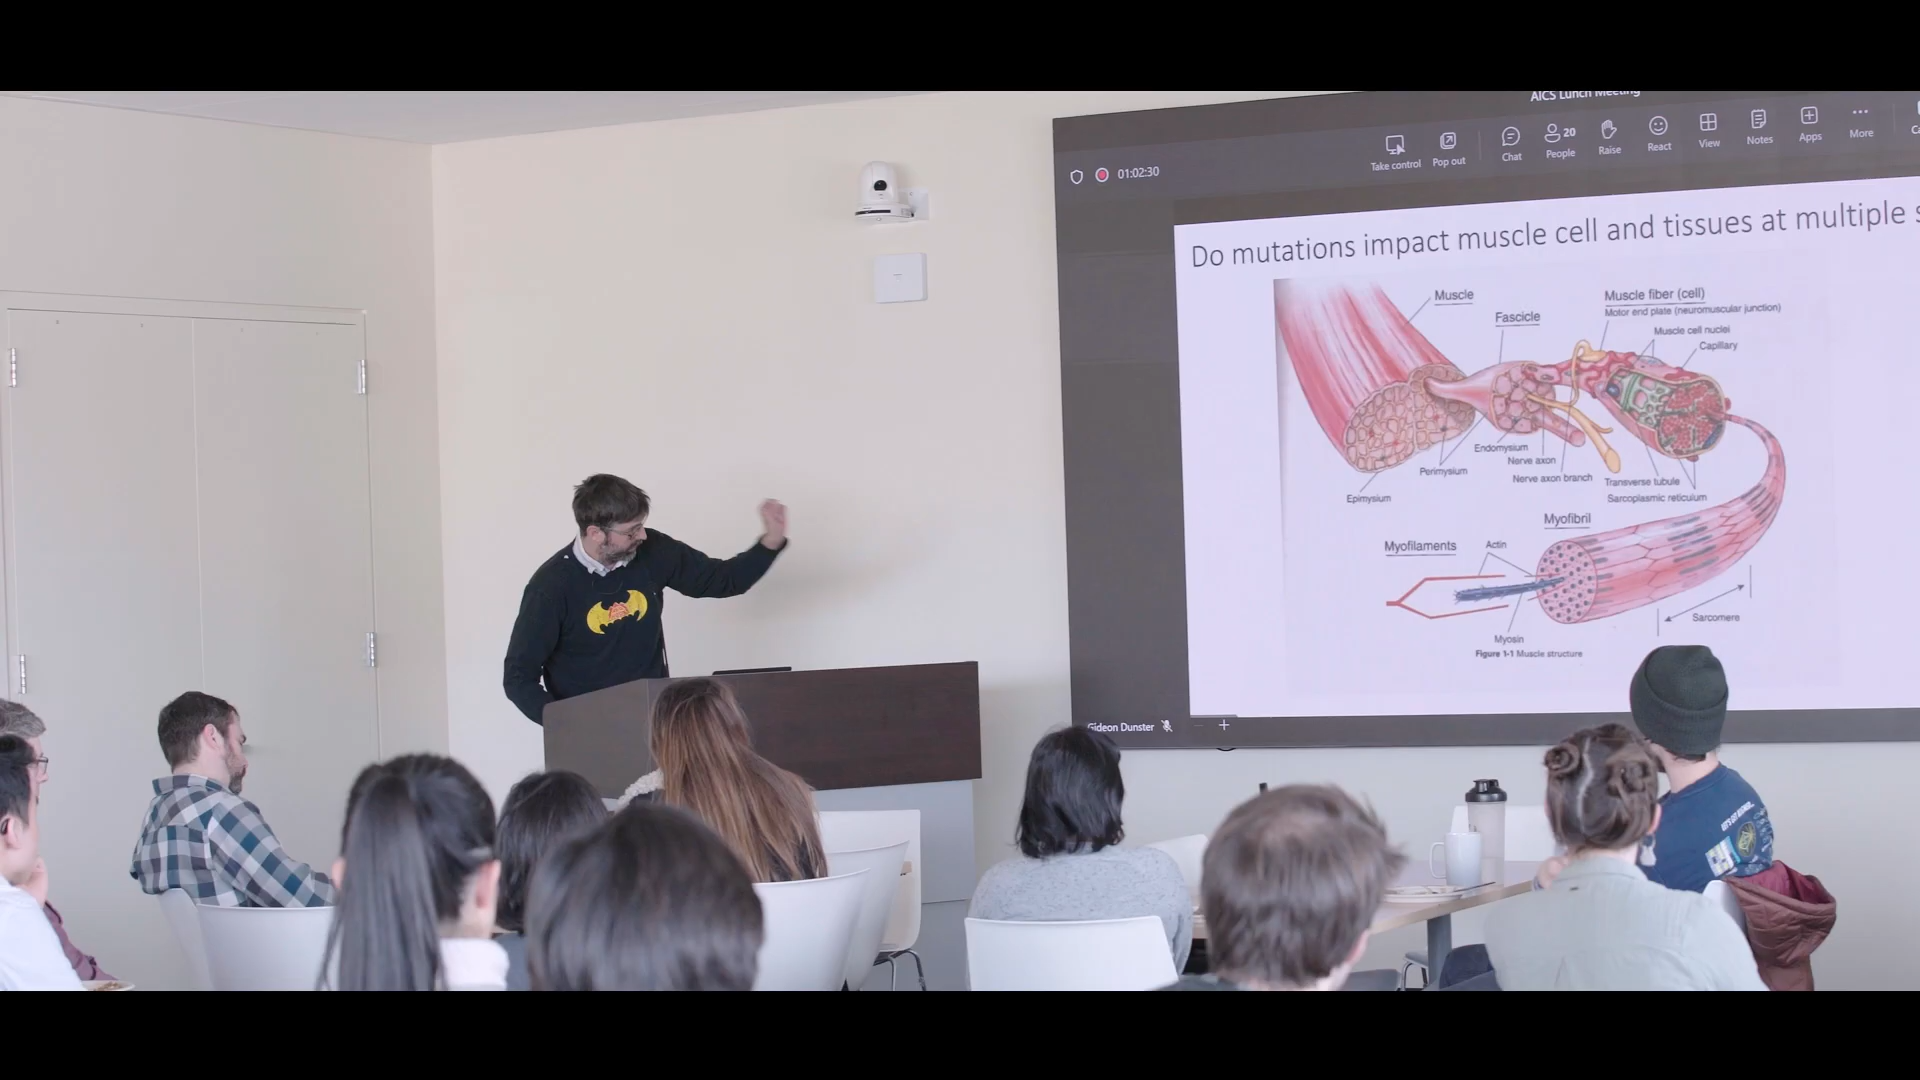 AICS Lunch Meeting
01:02:30
Take control
Pop out
Chat
20
People
Raise
React
View
Notes
Apps
More
Do mutations impact muscle cell and tissues at multiple
Muscle
Fascicle
Muscle fiber (cell)
Motor end plate (neuromuscular junction)
Muscle cell nuclei
Capillary
Endomysium
Nerve axon
Perimysium
Nerve axon branch
Epimysium
Transverse tubule
Sarcoplasmic reticulum
Myofibril
Myofilaments
Actin
Sarcomere
Myosin
Figure 1-1 Muscle structure
Gideon Dunster